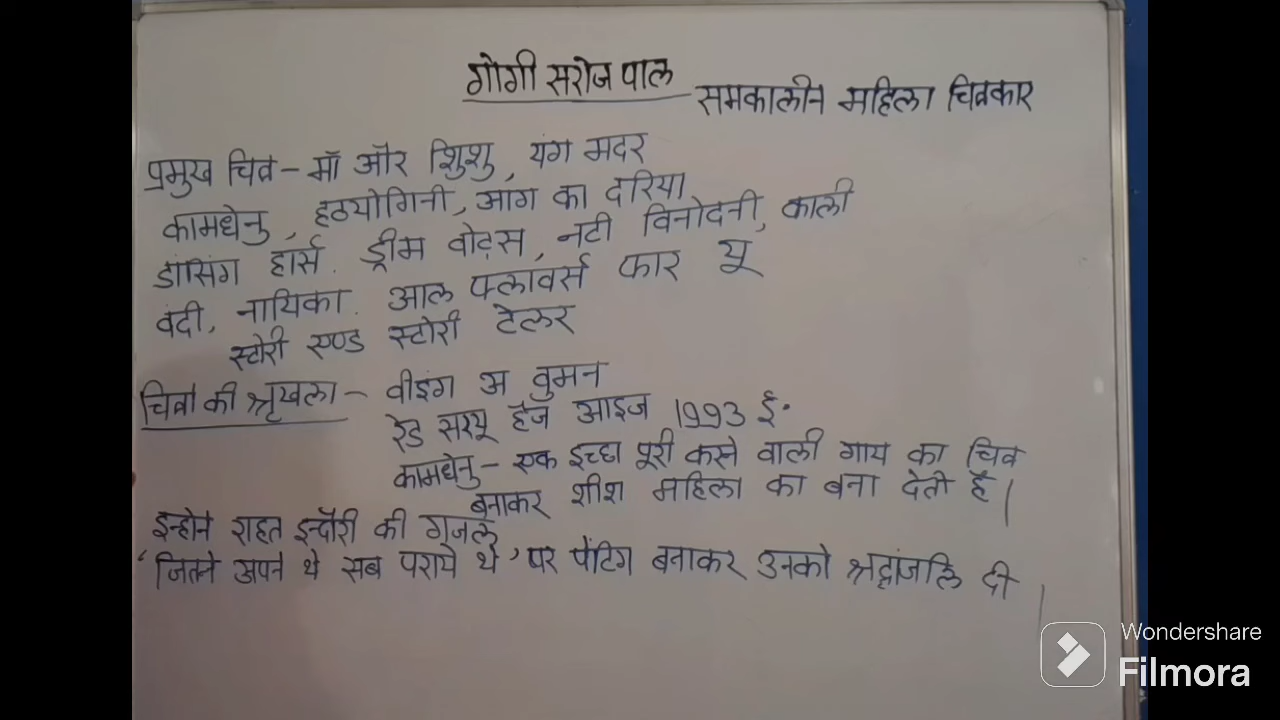 गोगी सरोज पाल
समकालीन महिला चित्रकार
प्रमुख चित्र - माँ और शिशु, यंग मदर
कामधेनु, हठयोगिनी, आग का दरिया
डांसिंग हार्स. ड्रीम वोट्स, नटी विनोदनी, काली
वंदी, नायिका. आल फ्लावर्स फार यू
स्टोरी एण्ड स्टोरी टेलर
चित्रों की श्रृखला - वीइंग अ वुमन
रेड सरयू हैज आइज 1993 ई.
कामधेनु - एक इच्छा पूरी करने वाली गाय का चित्र
बनाकर शीश महिला का बना देती है।
इन्होने राहत इन्दौरी की गजल
'जितने अपने थे सब पराये थे' पर पेंटिग बनाकर उनको श्रद्धांजलि दी।
Wondershare
Filmora